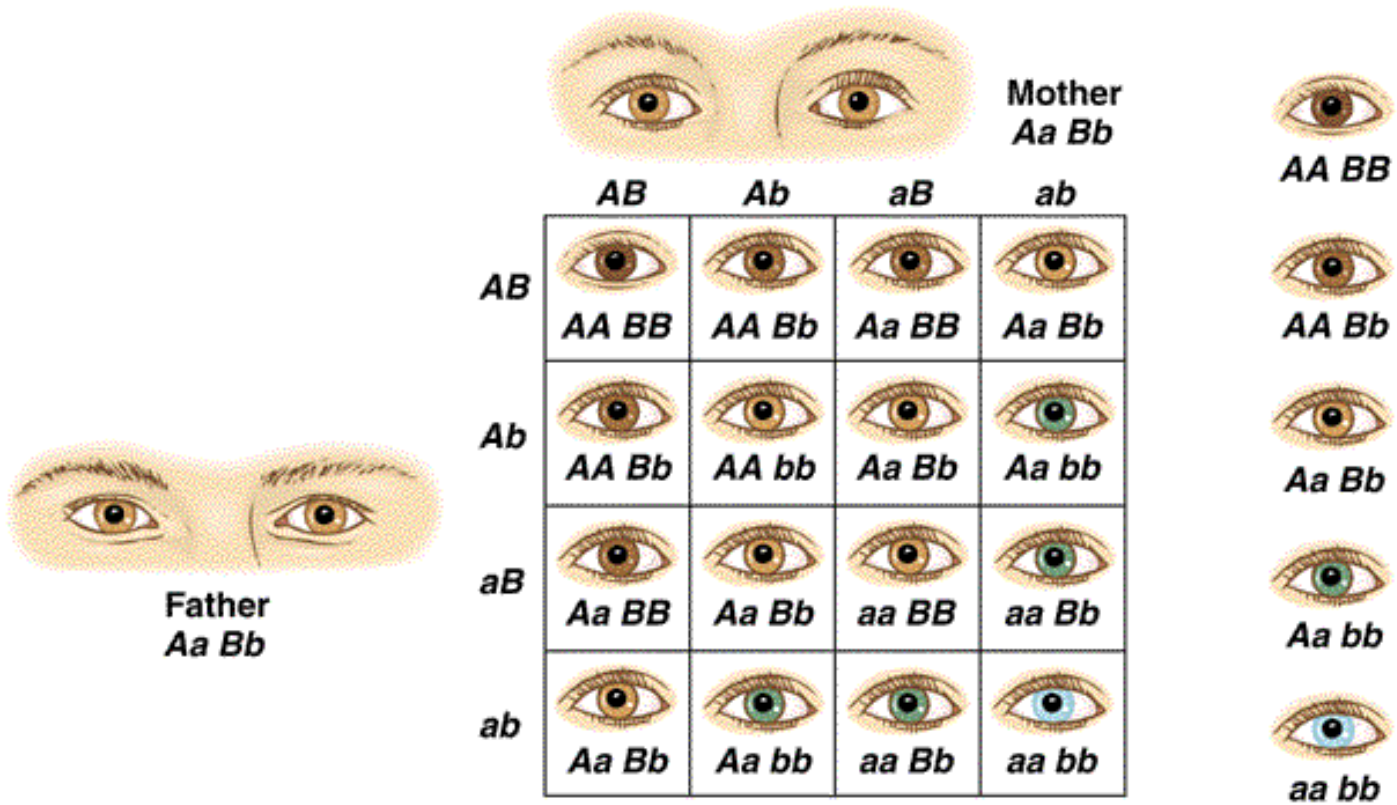 Mother
Aa Bb
AA BB
AB Ab aB ab
AB
AA BB AA Bb Aa BB Aa Bb
AA Bb
Ab
AA Bb AA bb Aa Bb Aa bb
Aa Bb
aB
Aa BB Aa Bb aa BB aa Bb
Father
Aa Bb
Aa bb
ab
Aa Bb Aa bb aa Bb aa bb
aa bb